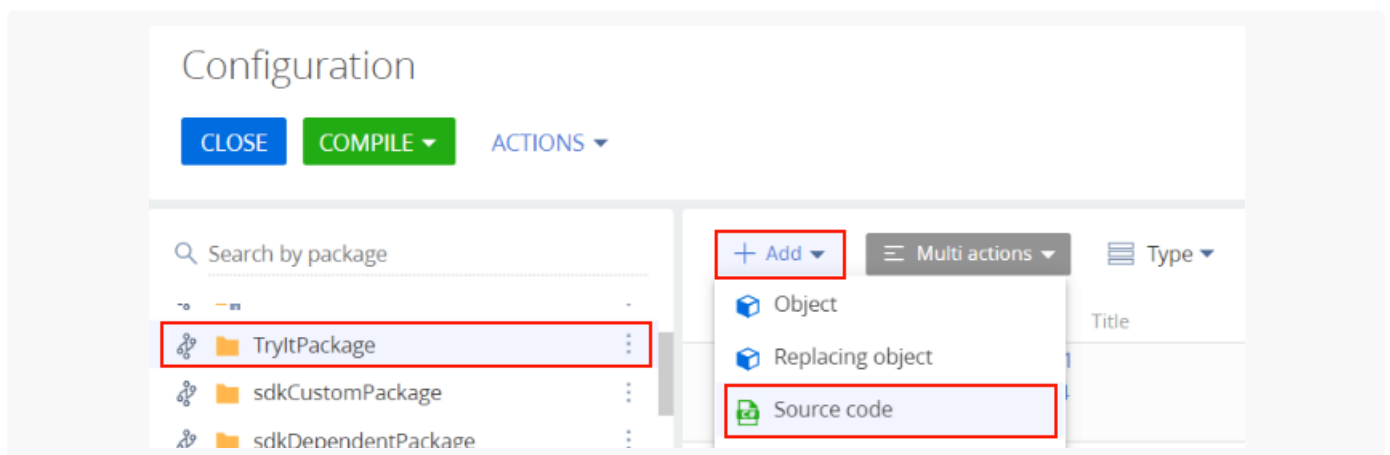 Configuration
CLOSE COMPILE ACTIONS
Search by package
Add Multi actions Type
Object
Title
TryItPackage
Replacing object
sdkCustomPackage
Source code
sdkDependentPackage